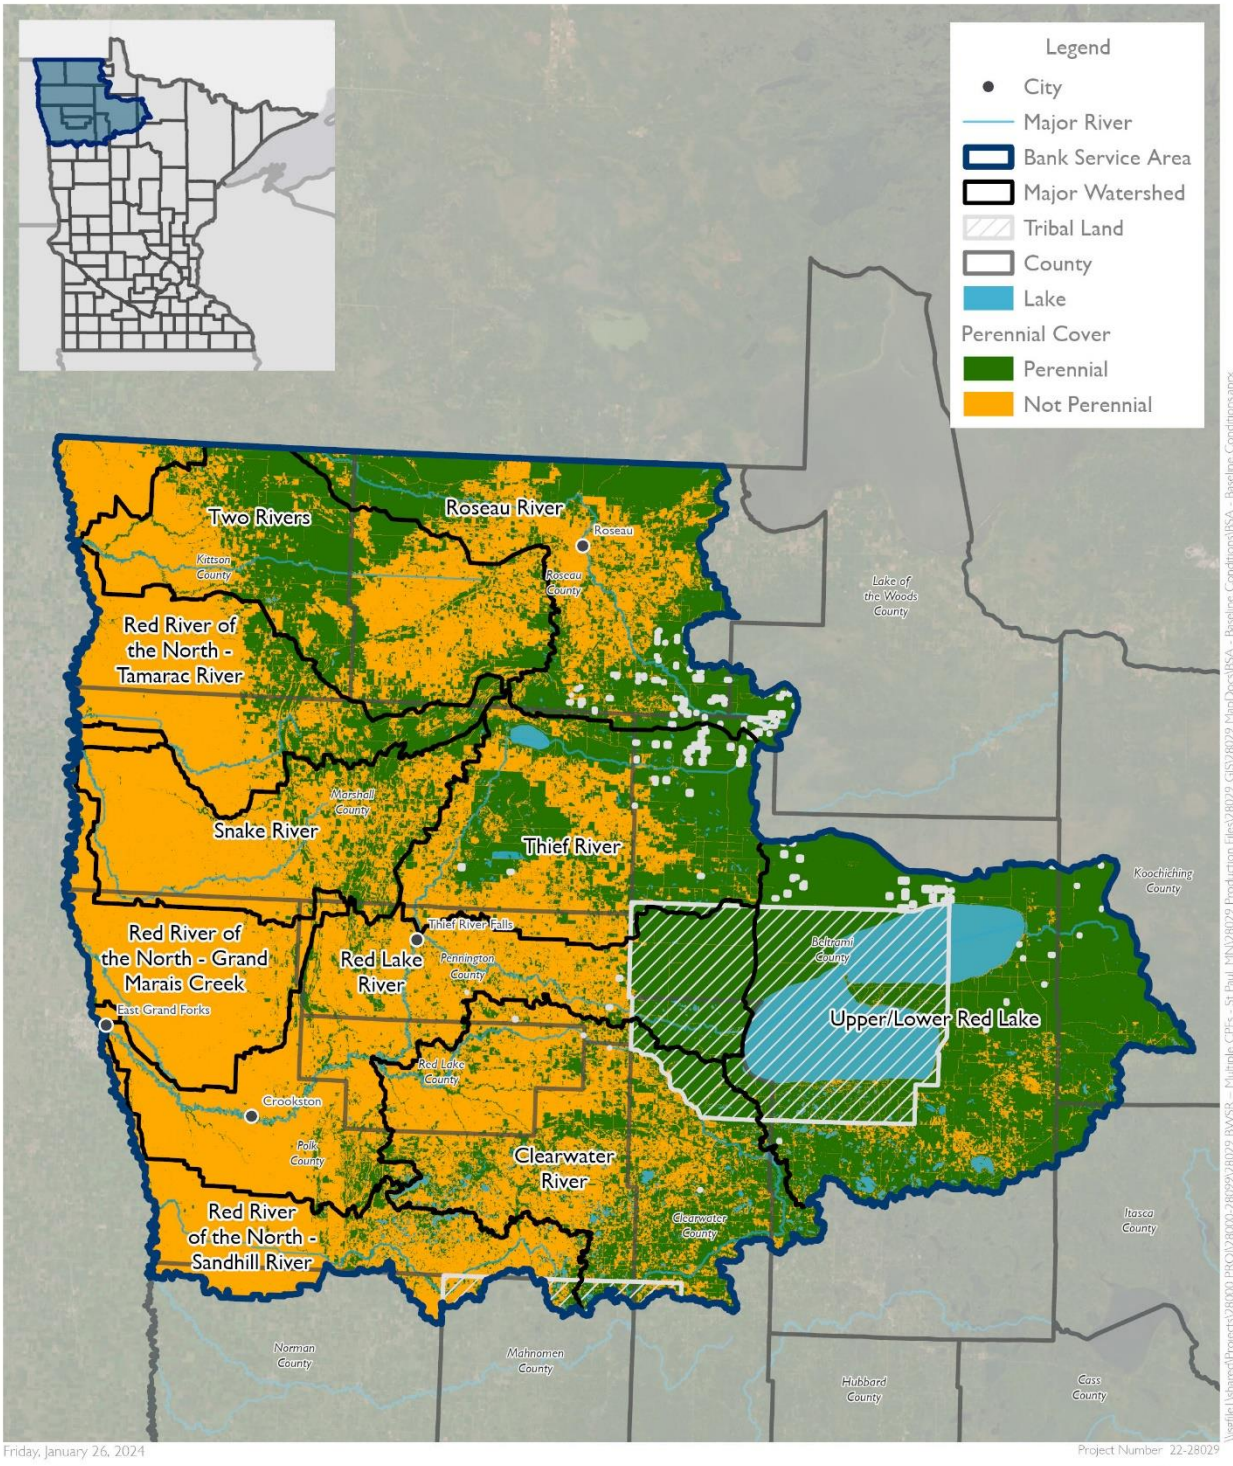 Legend
City
Major River
Bank Service Area
Major Watershed
Tribal Land
County
Lake
Perennial Cover
Perennial
Not Perennial
Two Rivers
Roseau River
Roseau
Kittson
County
Roseau
County
Lake of
the Woods
County
Red River of
the North -
Tamarac River
Marshall
County
Snake River
Thief River
Koochiching
County
Red River of
the North - Grand
Marais Creek
Thief River Falls
Red Lake
River
Pennington
County
Beltrami
County
East Grand Forks
Upper/Lower Red Lake
Red Lake
County
Crookston
Polk
County
Clearwater
River
Red River
of the North -
Sandhill River
Clearwater
County
Itasca
County
Norman
County
Mahnomen
County
Hubbard
County
Cass
County
Friday, January 26, 2024
Project Number 22-28029